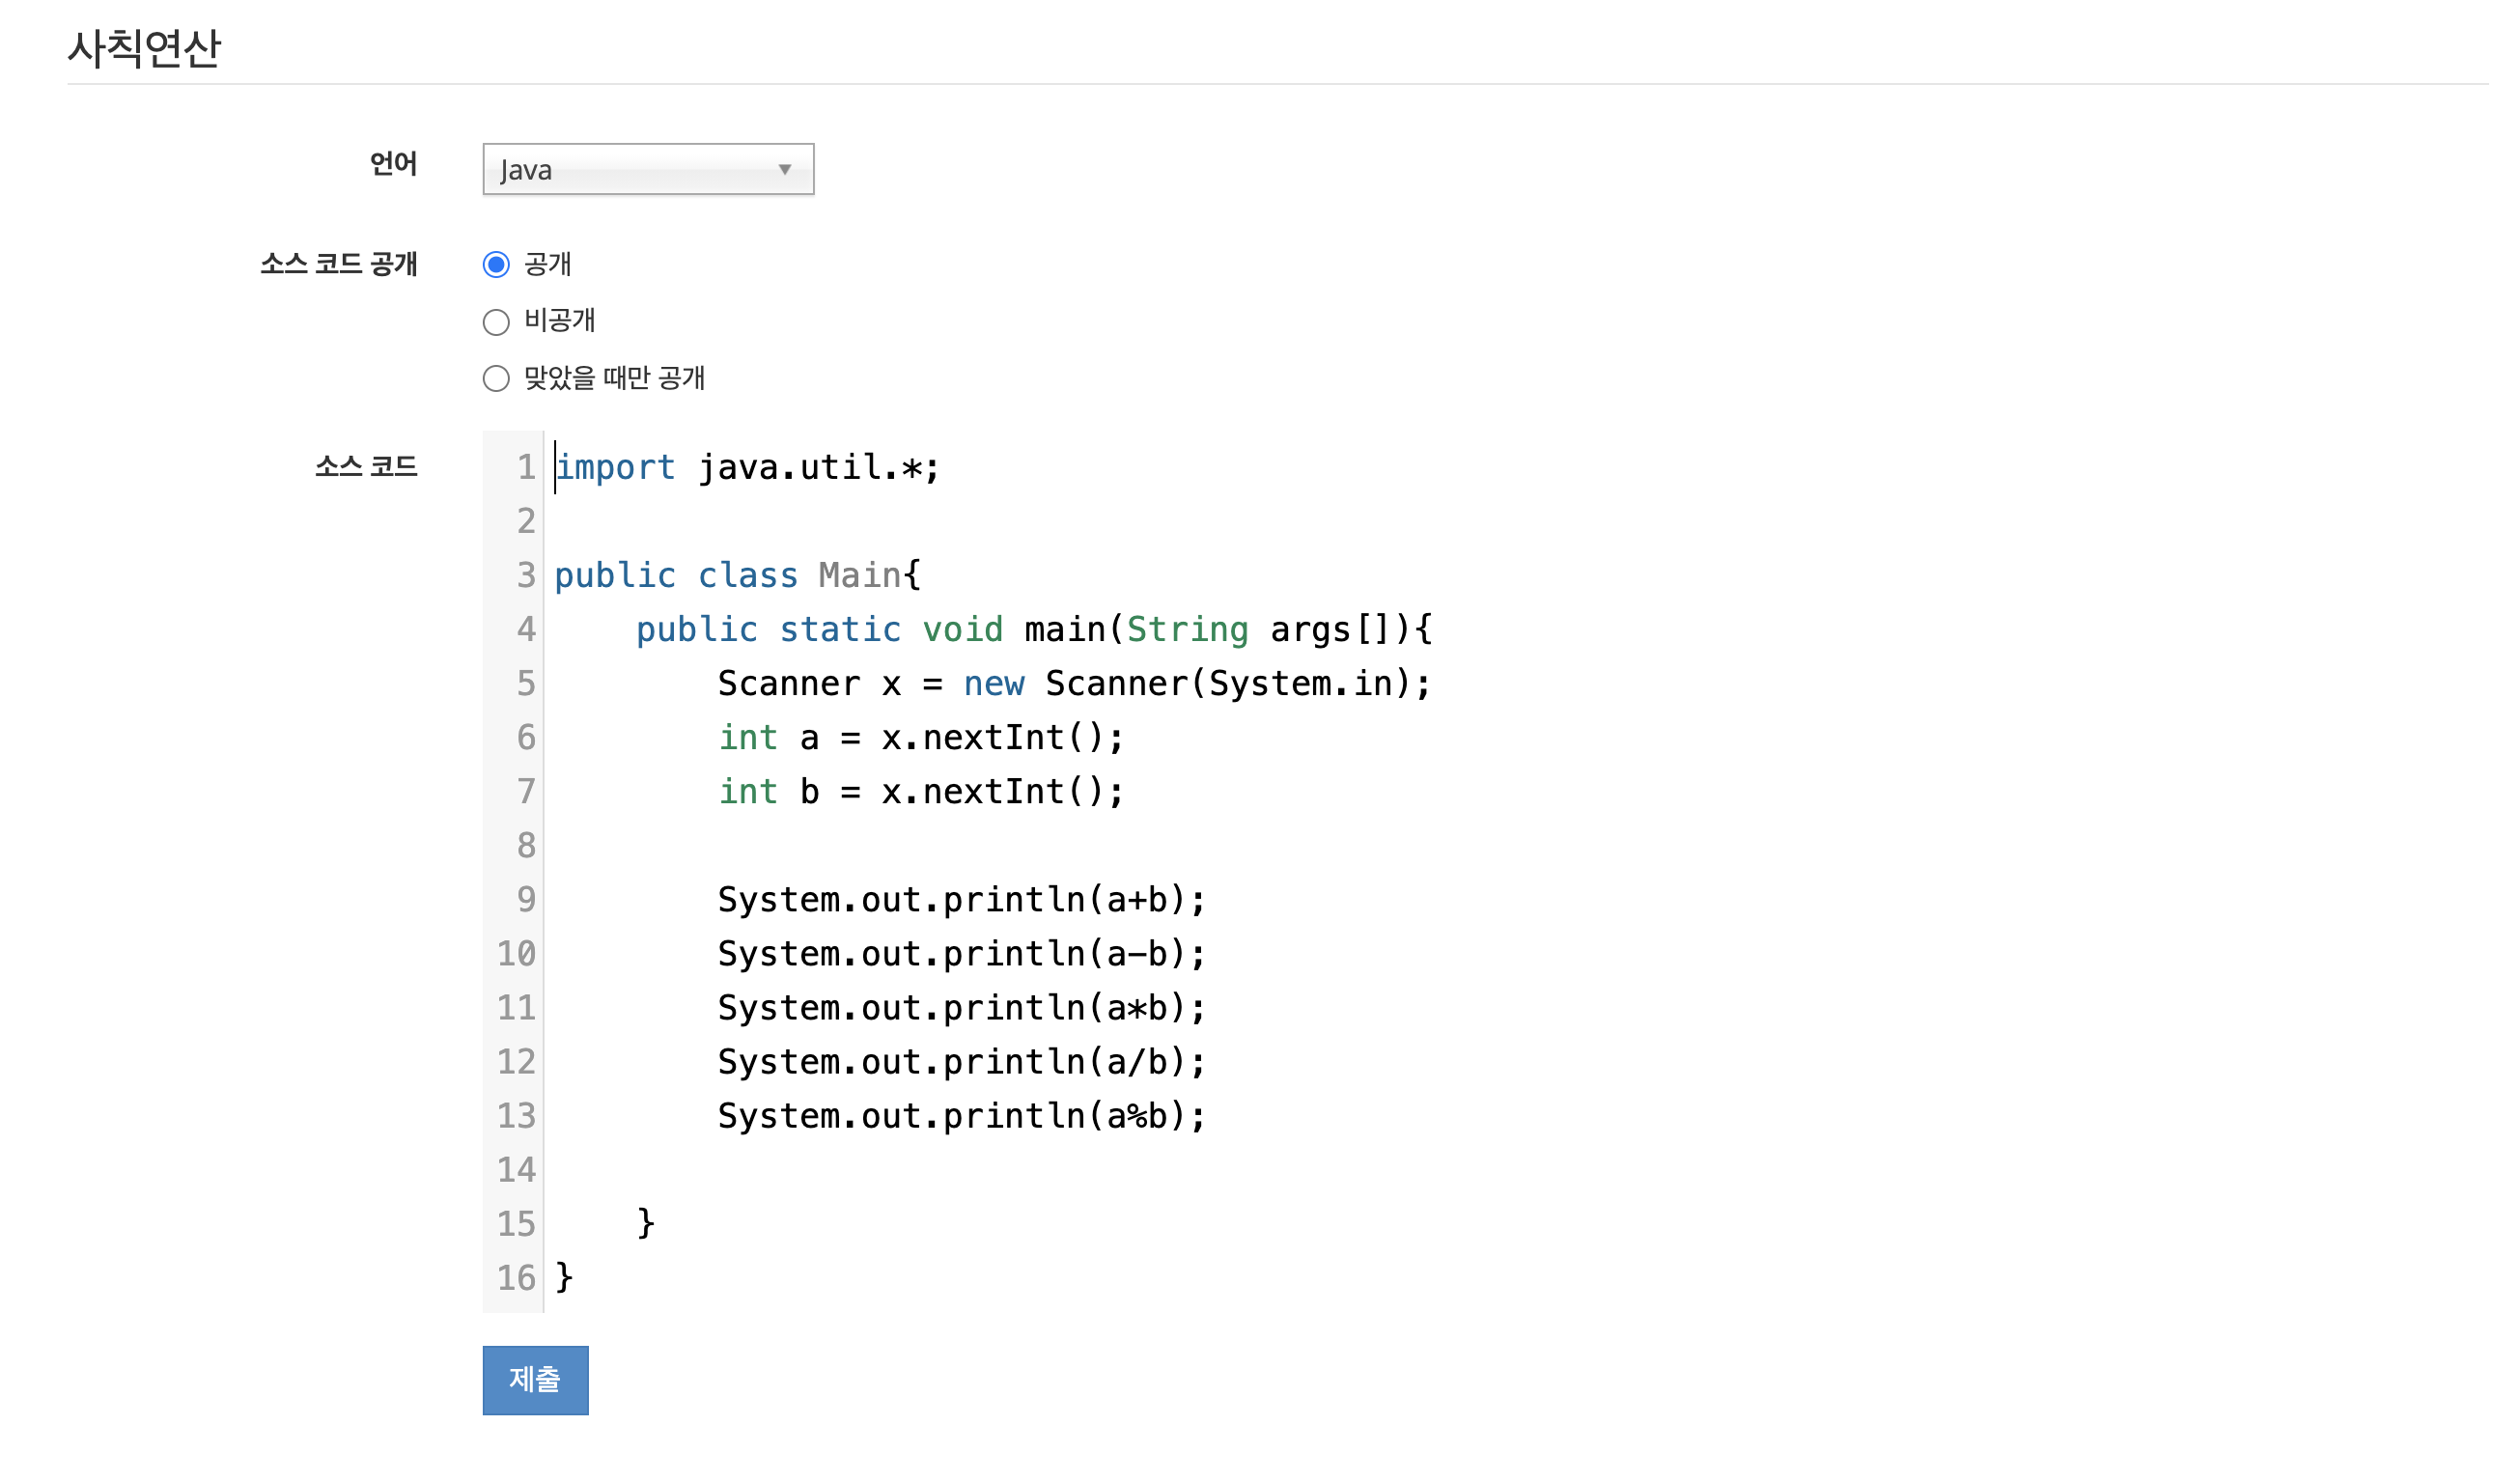 사칙연산
언어 Java ▼
소스 코드 공개 공개
비공개
맞았을 때만 공개
소스 코드
1 import java.util.*;
2
3 public class Main{
4     public static void main(String args[]){
5         Scanner x = new Scanner(System.in);
6         int a = x.nextInt();
7         int b = x.nextInt();
8
9         System.out.println(a+b);
10         System.out.println(a-b);
11         System.out.println(a*b);
12         System.out.println(a/b);
13         System.out.println(a%b);
14
15     }
16 }
제출